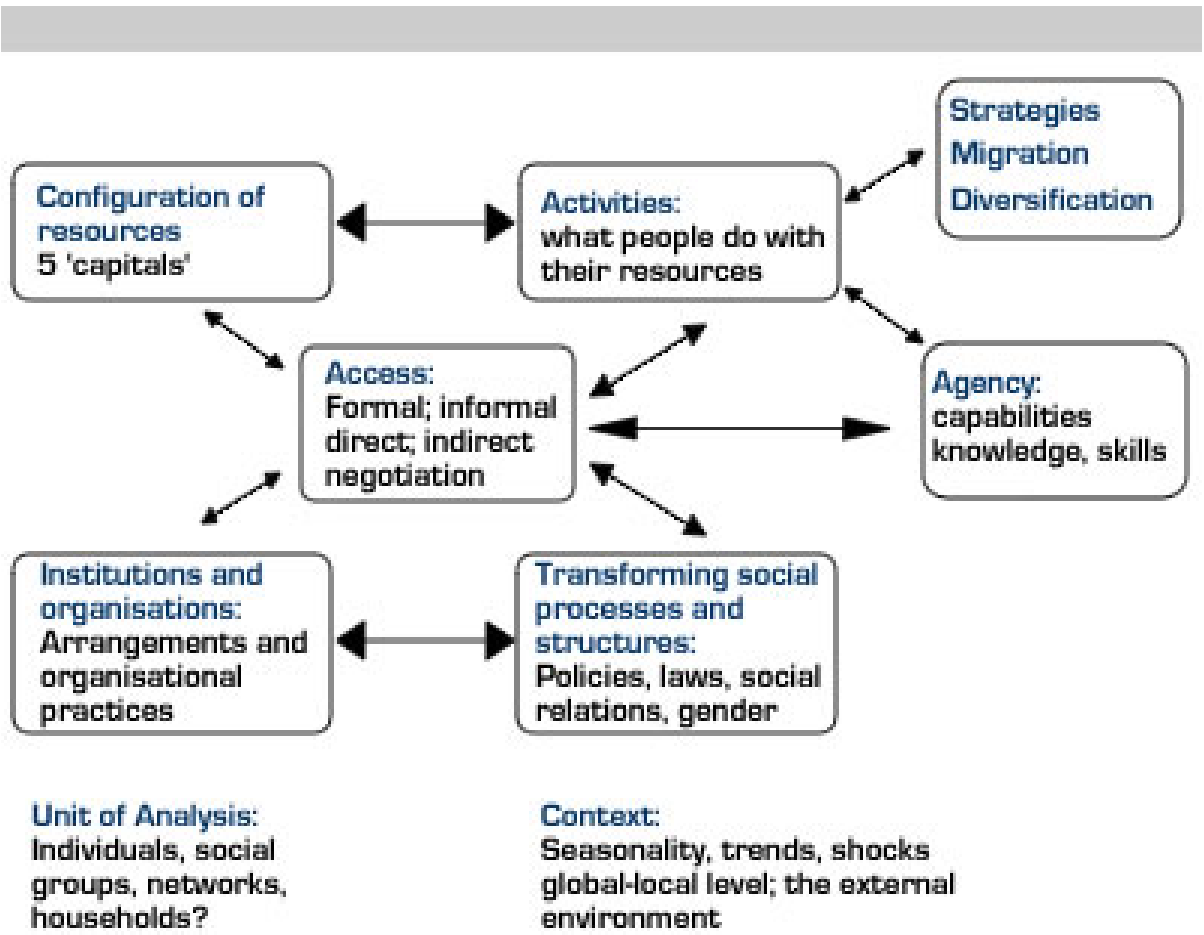 Strategies
Migration
Diversification
Configuration of
resources
5 'capitals'
Activities:
what people do with
their resources
Access:
Formal; informal
direct; indirect
negotiation
Agency:
capabilities
knowledge, skills
Institutions and
organisations:
Arrangements and
organisational
practices
Transforming social
processes and
structures:
Policies, laws, social
relations, gender
Unit of Analysis:
Individuals, social
groups, networks,
households?
Context:
Seasonality, trends, shocks
global-local level; the external
environment